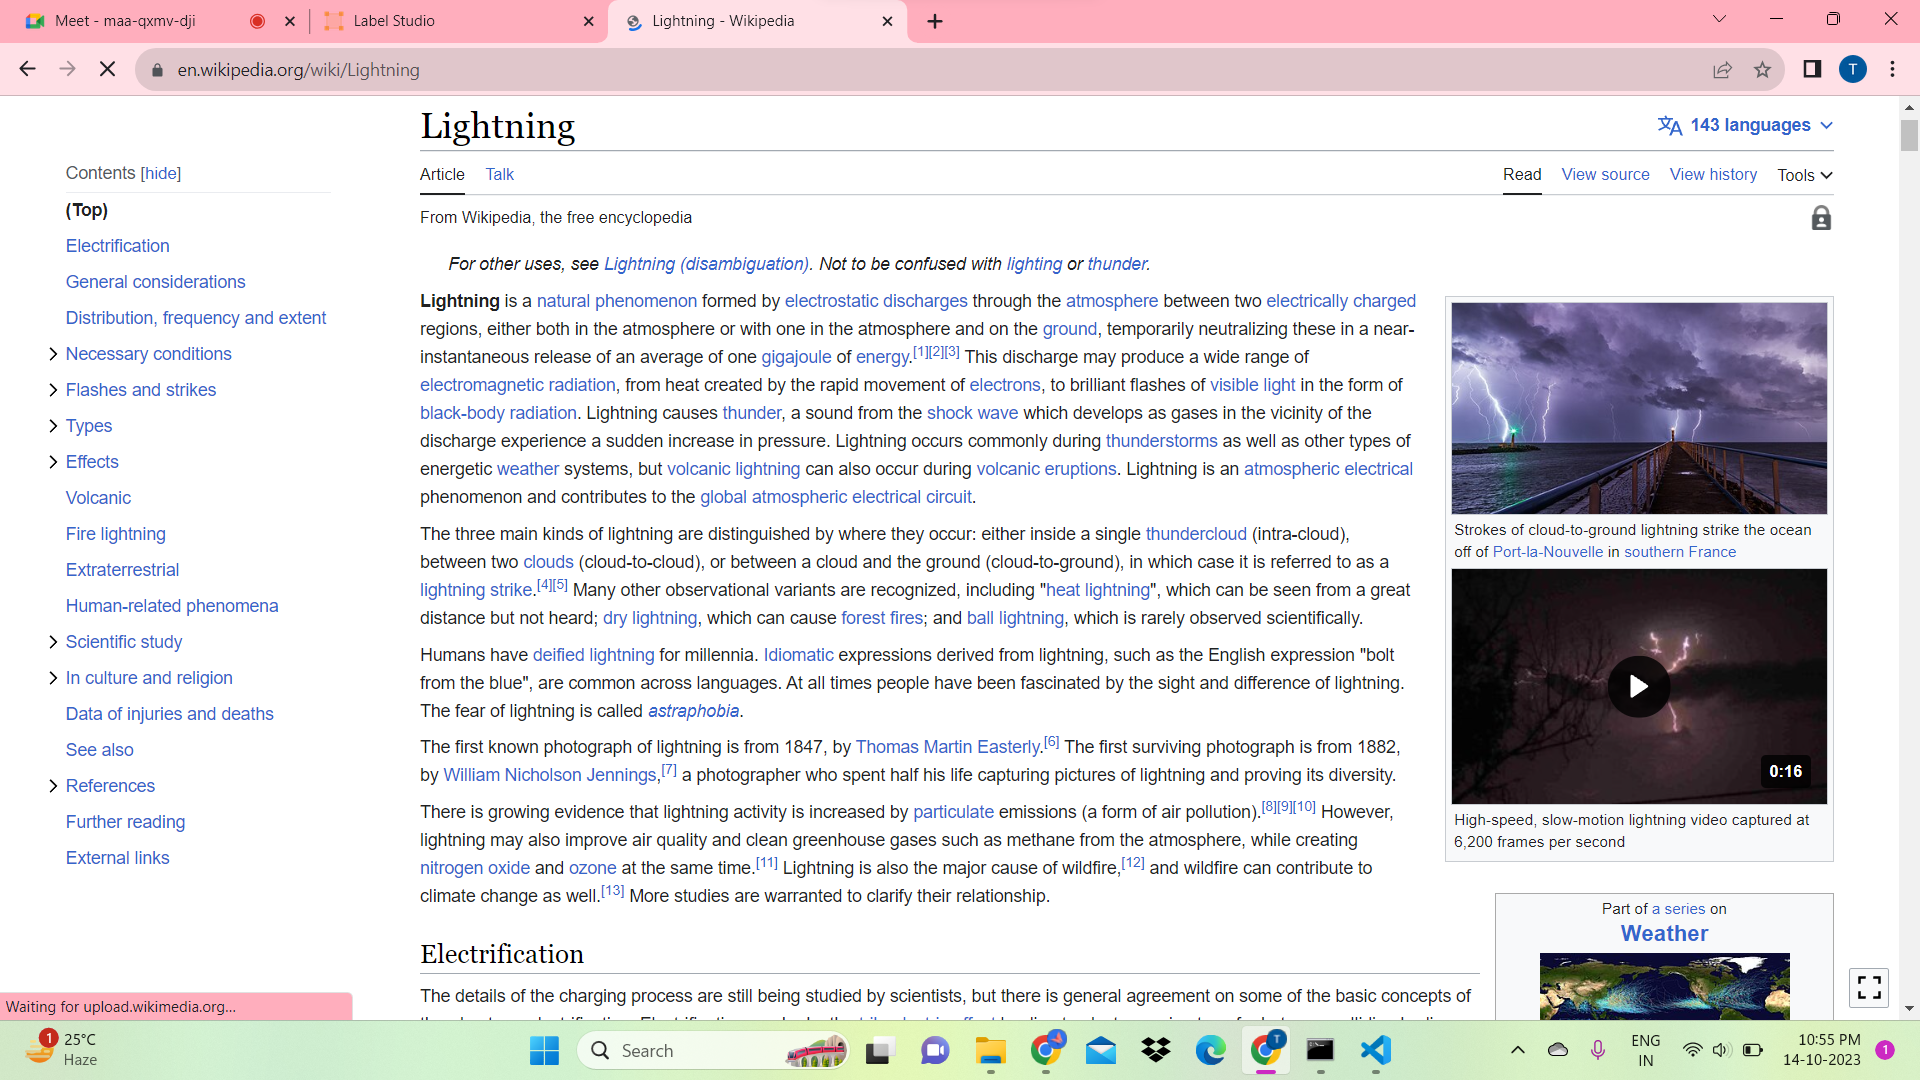 Meet - maa-qxmv-dji
Label Studio
Lightning - Wikipedia
en.wikipedia.org/wiki/Lightning
T
Lightning
143 languages
Article Talk
Read View source View history Tools
From Wikipedia, the free encyclopedia
Contents [hide]
(Top)
Electrification
General considerations
Distribution, frequency and extent
Necessary conditions
Flashes and strikes
Types
Effects
Volcanic
Fire lightning
Extraterrestrial
Human-related phenomena
Scientific study
In culture and religion
Data of injuries and deaths
See also
References
Further reading
External links
For other uses, see Lightning (disambiguation). Not to be confused with lighting or thunder.
Lightning is a natural phenomenon formed by electrostatic discharges through the atmosphere between two electrically charged
regions, either both in the atmosphere or with one in the atmosphere and on the ground, temporarily neutralizing these in a near-
instantaneous release of an average of one gigajoule of energy.[1][2][3] This discharge may produce a wide range of
electromagnetic radiation, from heat created by the rapid movement of electrons, to brilliant flashes of visible light in the form of
black-body radiation. Lightning causes thunder, a sound from the shock wave which develops as gases in the vicinity of the
discharge experience a sudden increase in pressure. Lightning occurs commonly during thunderstorms as well as other types of
energetic weather systems, but volcanic lightning can also occur during volcanic eruptions. Lightning is an atmospheric electrical
phenomenon and contributes to the global atmospheric electrical circuit.
The three main kinds of lightning are distinguished by where they occur: either inside a single thundercloud (intra-cloud),
between two clouds (cloud-to-cloud), or between a cloud and the ground (cloud-to-ground), in which case it is referred to as a
lightning strike.[4][5] Many other observational variants are recognized, including "heat lightning", which can be seen from a great
distance but not heard; dry lightning, which can cause forest fires; and ball lightning, which is rarely observed scientifically.
Humans have deified lightning for millennia. Idiomatic expressions derived from lightning, such as the English expression "bolt
from the blue", are common across languages. At all times people have been fascinated by the sight and difference of lightning.
The fear of lightning is called astraphobia.
The first known photograph of lightning is from 1847, by Thomas Martin Easterly.[6] The first surviving photograph is from 1882,
by William Nicholson Jennings,[7] a photographer who spent half his life capturing pictures of lightning and proving its diversity.
There is growing evidence that lightning activity is increased by particulate emissions (a form of air pollution).[8][9][10] However,
lightning may also improve air quality and clean greenhouse gases such as methane from the atmosphere, while creating
nitrogen oxide and ozone at the same time.[11] Lightning is also the major cause of wildfire,[12] and wildfire can contribute to
climate change as well.[13] More studies are warranted to clarify their relationship.
Electrification
The details of the charging process are still being studied by scientists, but there is general agreement on some of the basic concepts of
Strokes of cloud-to-ground lightning strike the ocean
off of Port-la-Nouvelle in southern France
0:16
High-speed, slow-motion lightning video captured at
6,200 frames per second
Part of a series on
Weather
Waiting for upload.wikimedia.org...
1
25°C
Haze
Search
T
ENG
IN
10:55 PM
14-10-2023
1